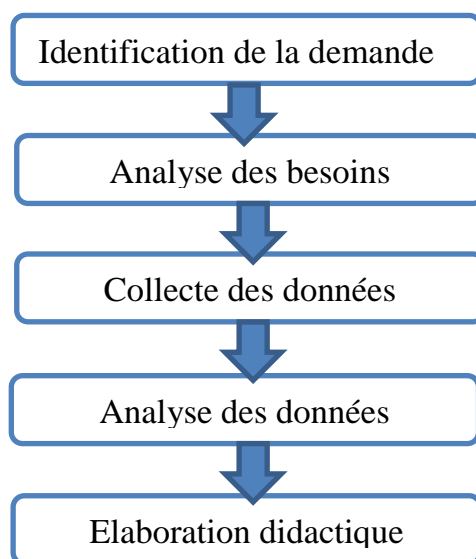 Identification de la demande
Analyse des besoins
Collecte des données
Analyse des données
Elaboration didactique